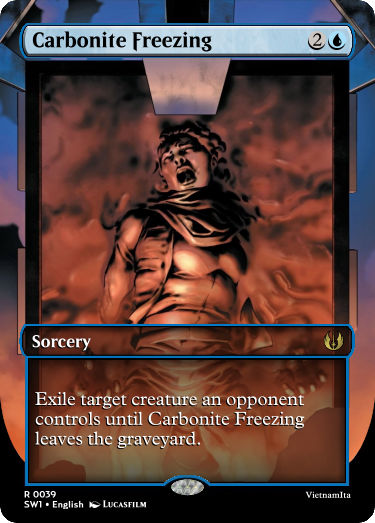 Carbonite Freezing 2
Sorcery
Exile target creature an opponent
controls until Carbonite Freezing
leaves the graveyard.
R 0039
SW1 • English LUCASFILM
VietnamIta